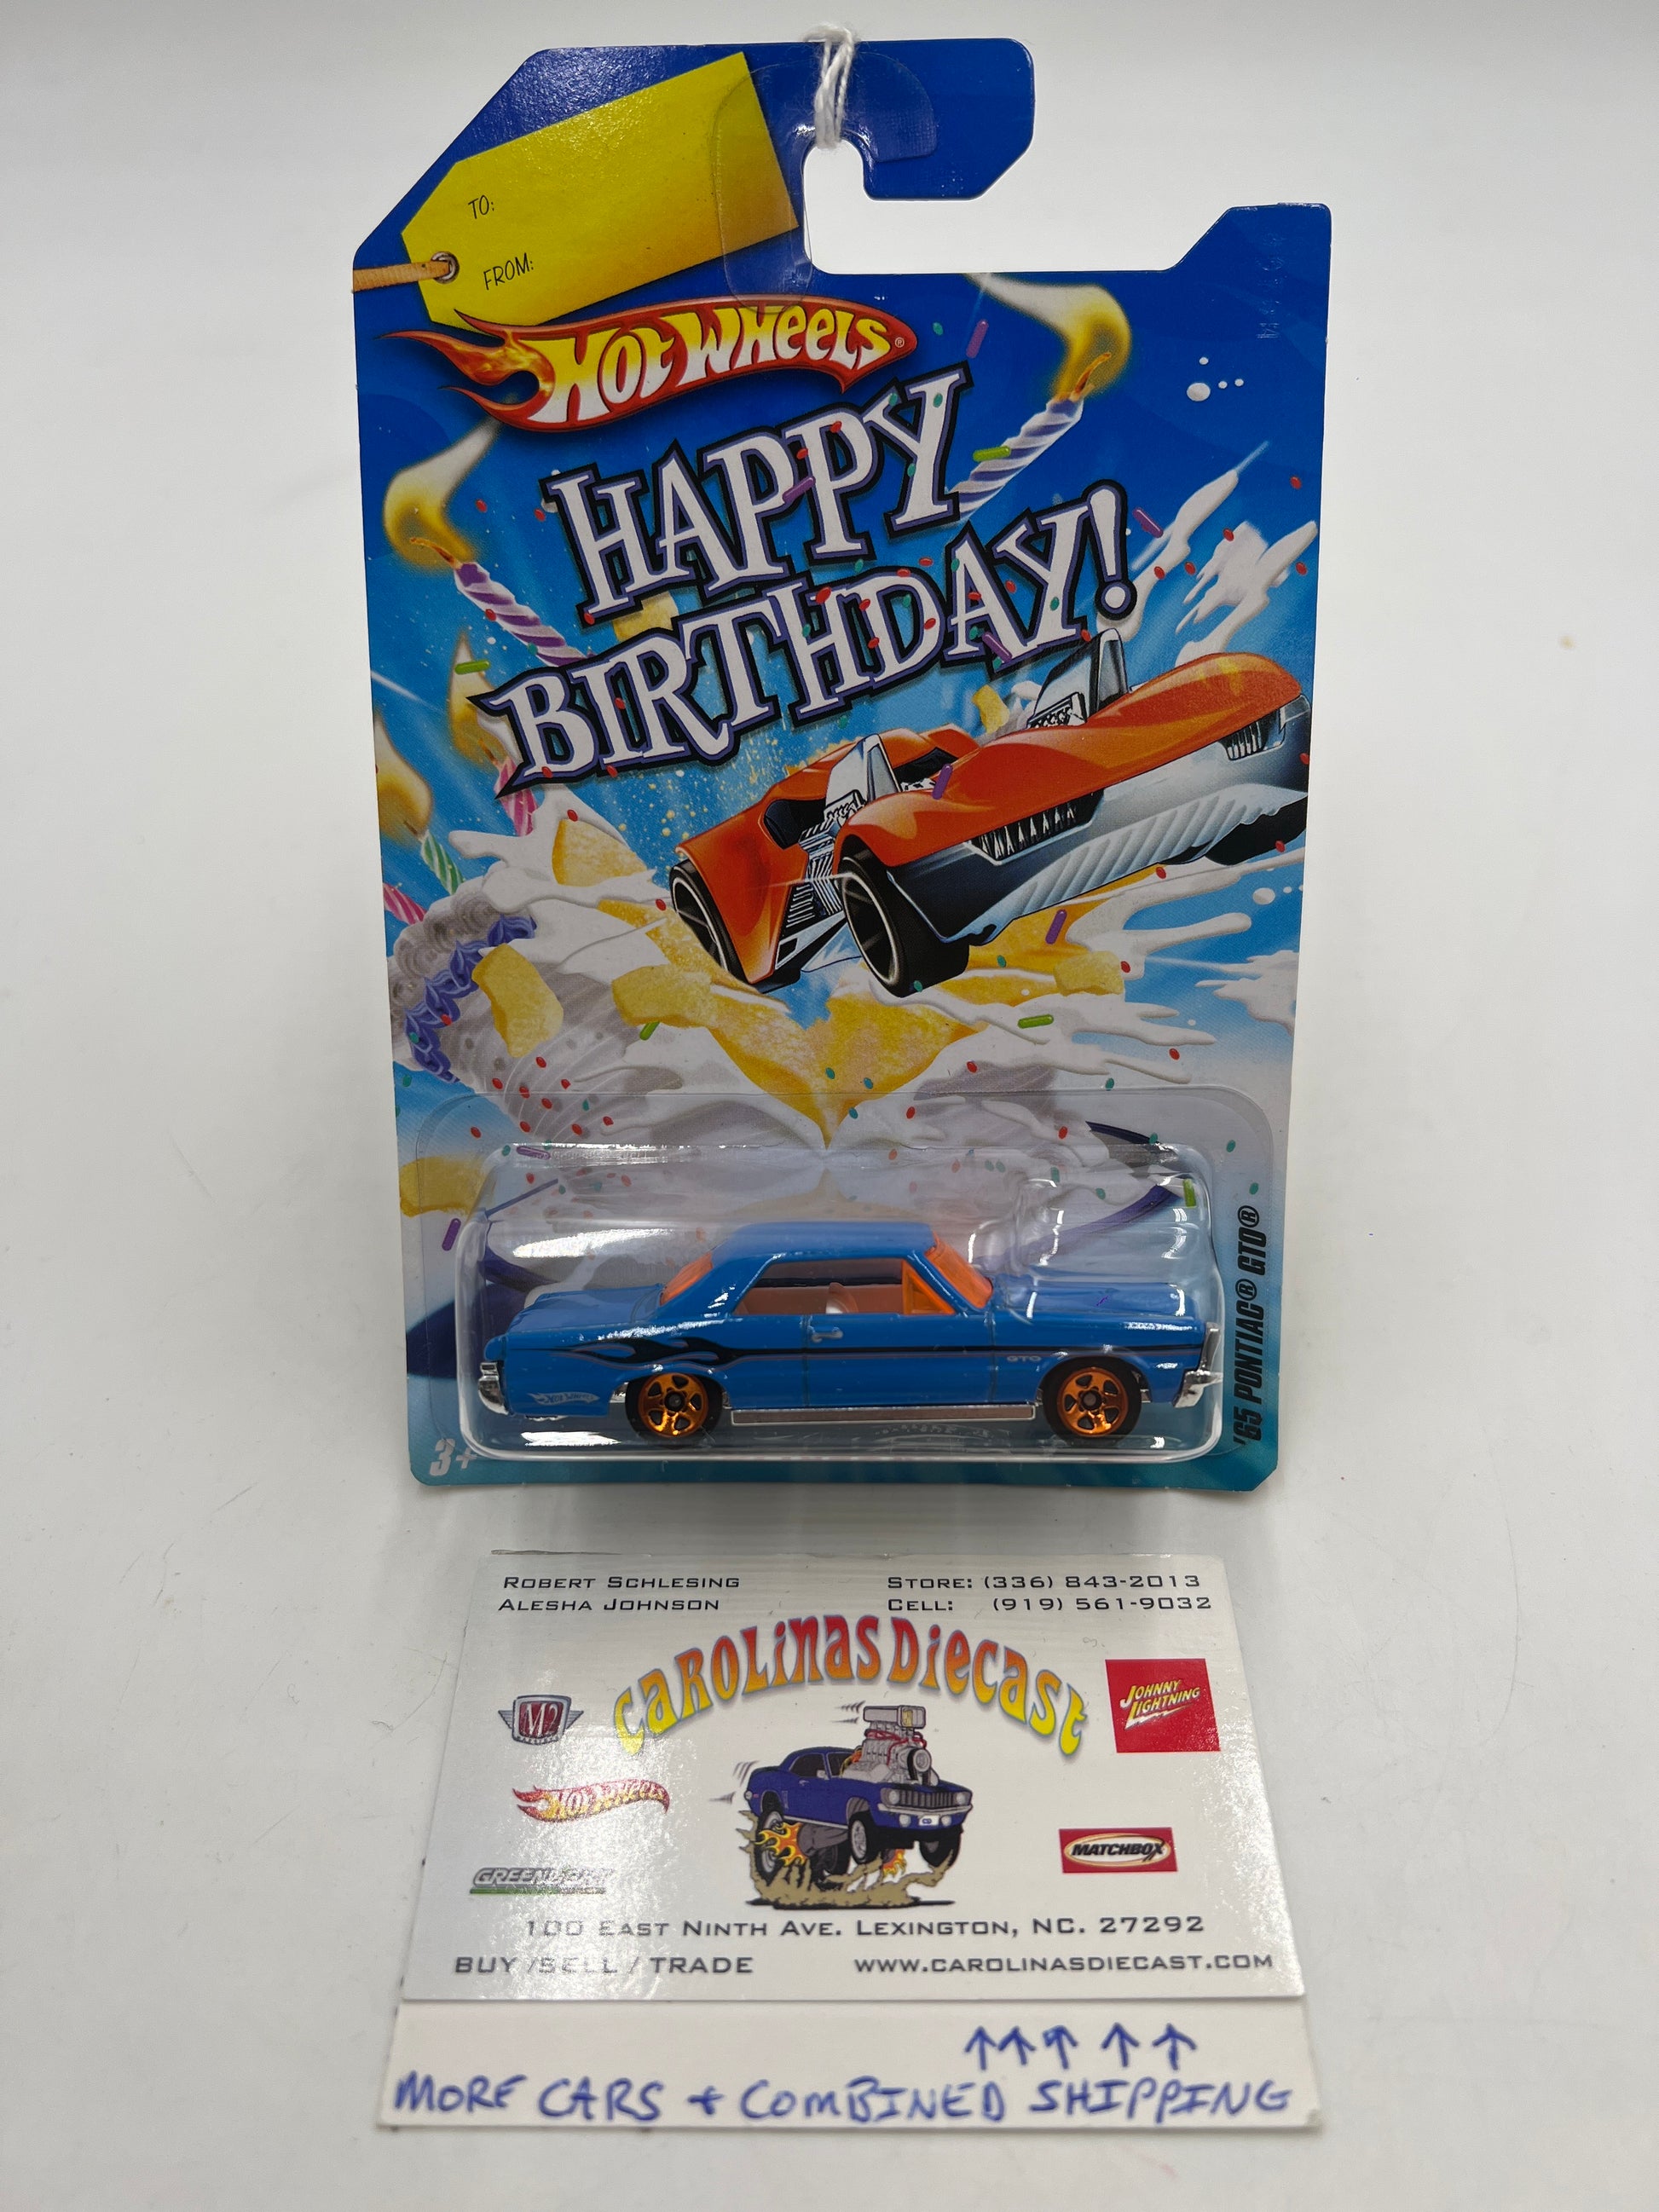 TO:
FROM:
HOT WHEELS®
HAPPY
BIRTHDAY!
'65 PONTIAC® GTO®
GTO
HOT WHEELS
3+
ROBERT SCHLESING
ALESHA JOHNSON
STORE: (336) 843-2013
CELL: (919) 561-9032
CAROLINAS DIECAST
M2
JOHNNY
LIGHTNING
HOT WHEELS
MATCHBOX
GREENLIGHT
100 EAST NINTH AVE. LEXINGTON, NC. 27292
BUY / SELL / TRADE
WWW.CAROLINASDIECAST.COM
↑↑↑↑↑
MORE CARS + COMBINED SHIPPING